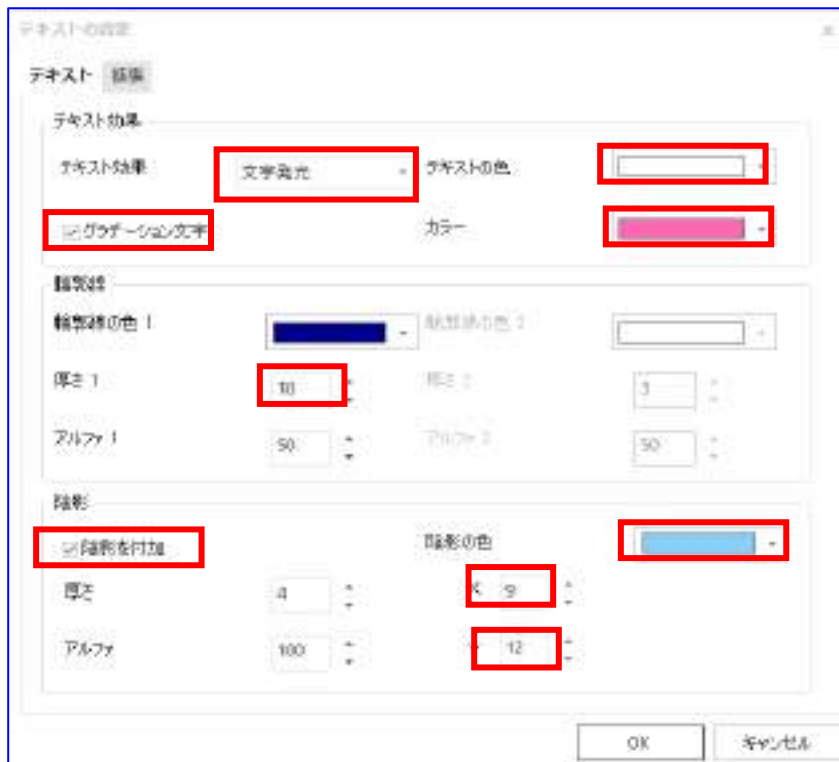 テキストの設定
テキスト 拡張
テキスト効果
テキスト効果 文字発光 テキストの色
グラデーション文字 カラー
輪郭線
輪郭線の色 1 輪郭線の色 2
厚さ 1 10 厚さ 2 3
アルファ 1 50 アルファ 2 50
陰影
陰影を付加 陰影の色
厚さ 4 X 9
アルファ 100 Y 12
OK キャンセル